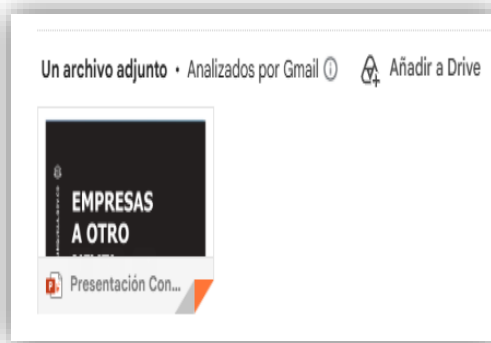 Un archivo adjunto • Analizados por Gmail Añadir a Drive
EMPRESAS
A OTRO
Presentación Con...